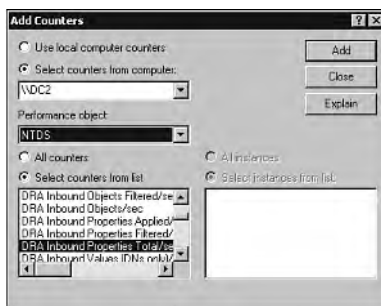 Add Counters
Use local computer counters
Add
Select counters from computer:
\\DC2
Close
Explain
Performance object:
NTDS
All counters
All instances
Select counters from list
Select instances from list:
DRA Inbound Objects Filtered/se
DRA Inbound Objects/sec
DRA Inbound Properties Applied/
DRA Inbound Properties Filtered/
DRA Inbound Properties Total/se
DRA Inbound Values (DNs only)/